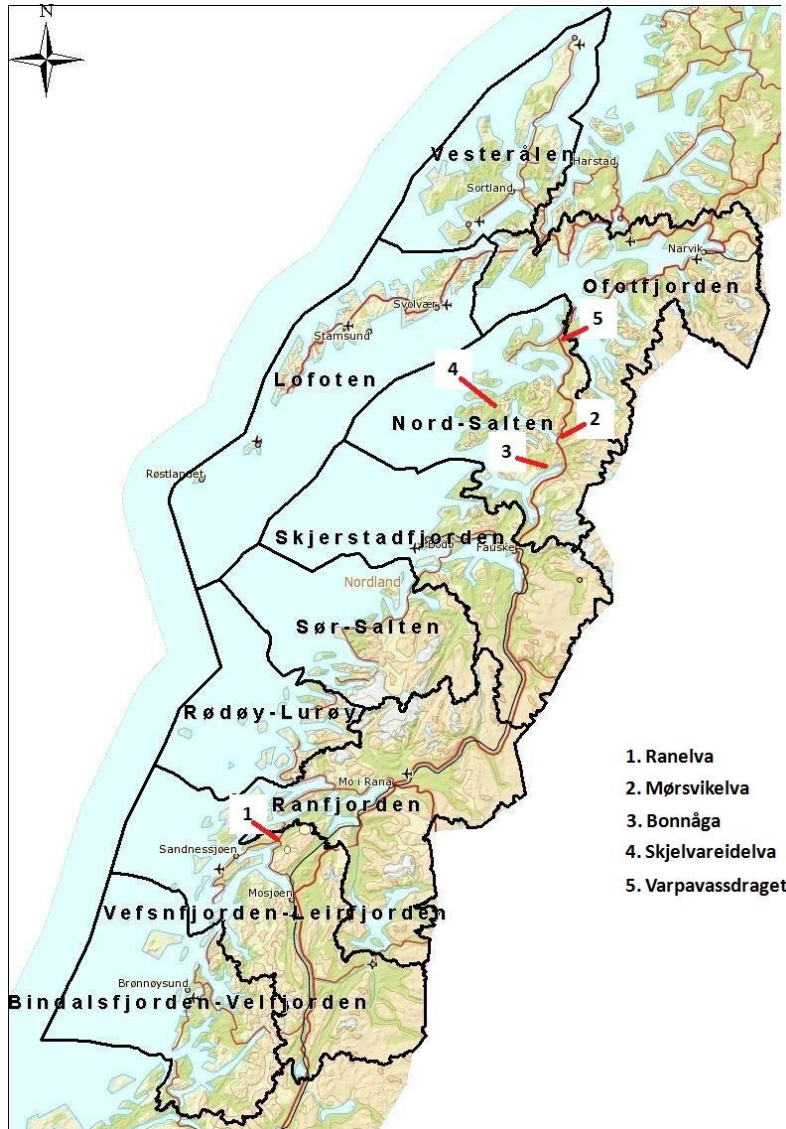 N
Vesterålen
Harstad
Sortland
Narvik
Ofotfjorden
Svolvær
5
Stamsund
4
Lofoten
2
Nord-Salten
3
Røstlandet
Skjerstadfjorden
Bodø
Fauske
Nordland
Sør-Salten
Rødøy-Lurøy
1. Ranelva
Mo i Rana
2. Mørsvikelva
Ranfjorden
1
3. Bonnåga
Sandnessjøen
4. Skjelvareidelva
5. Varpavassdraget
Mosjøen
Vefsnfjorden-Leirfjorden
Brønnøysund
Bindalsfjorden-Velfjorden